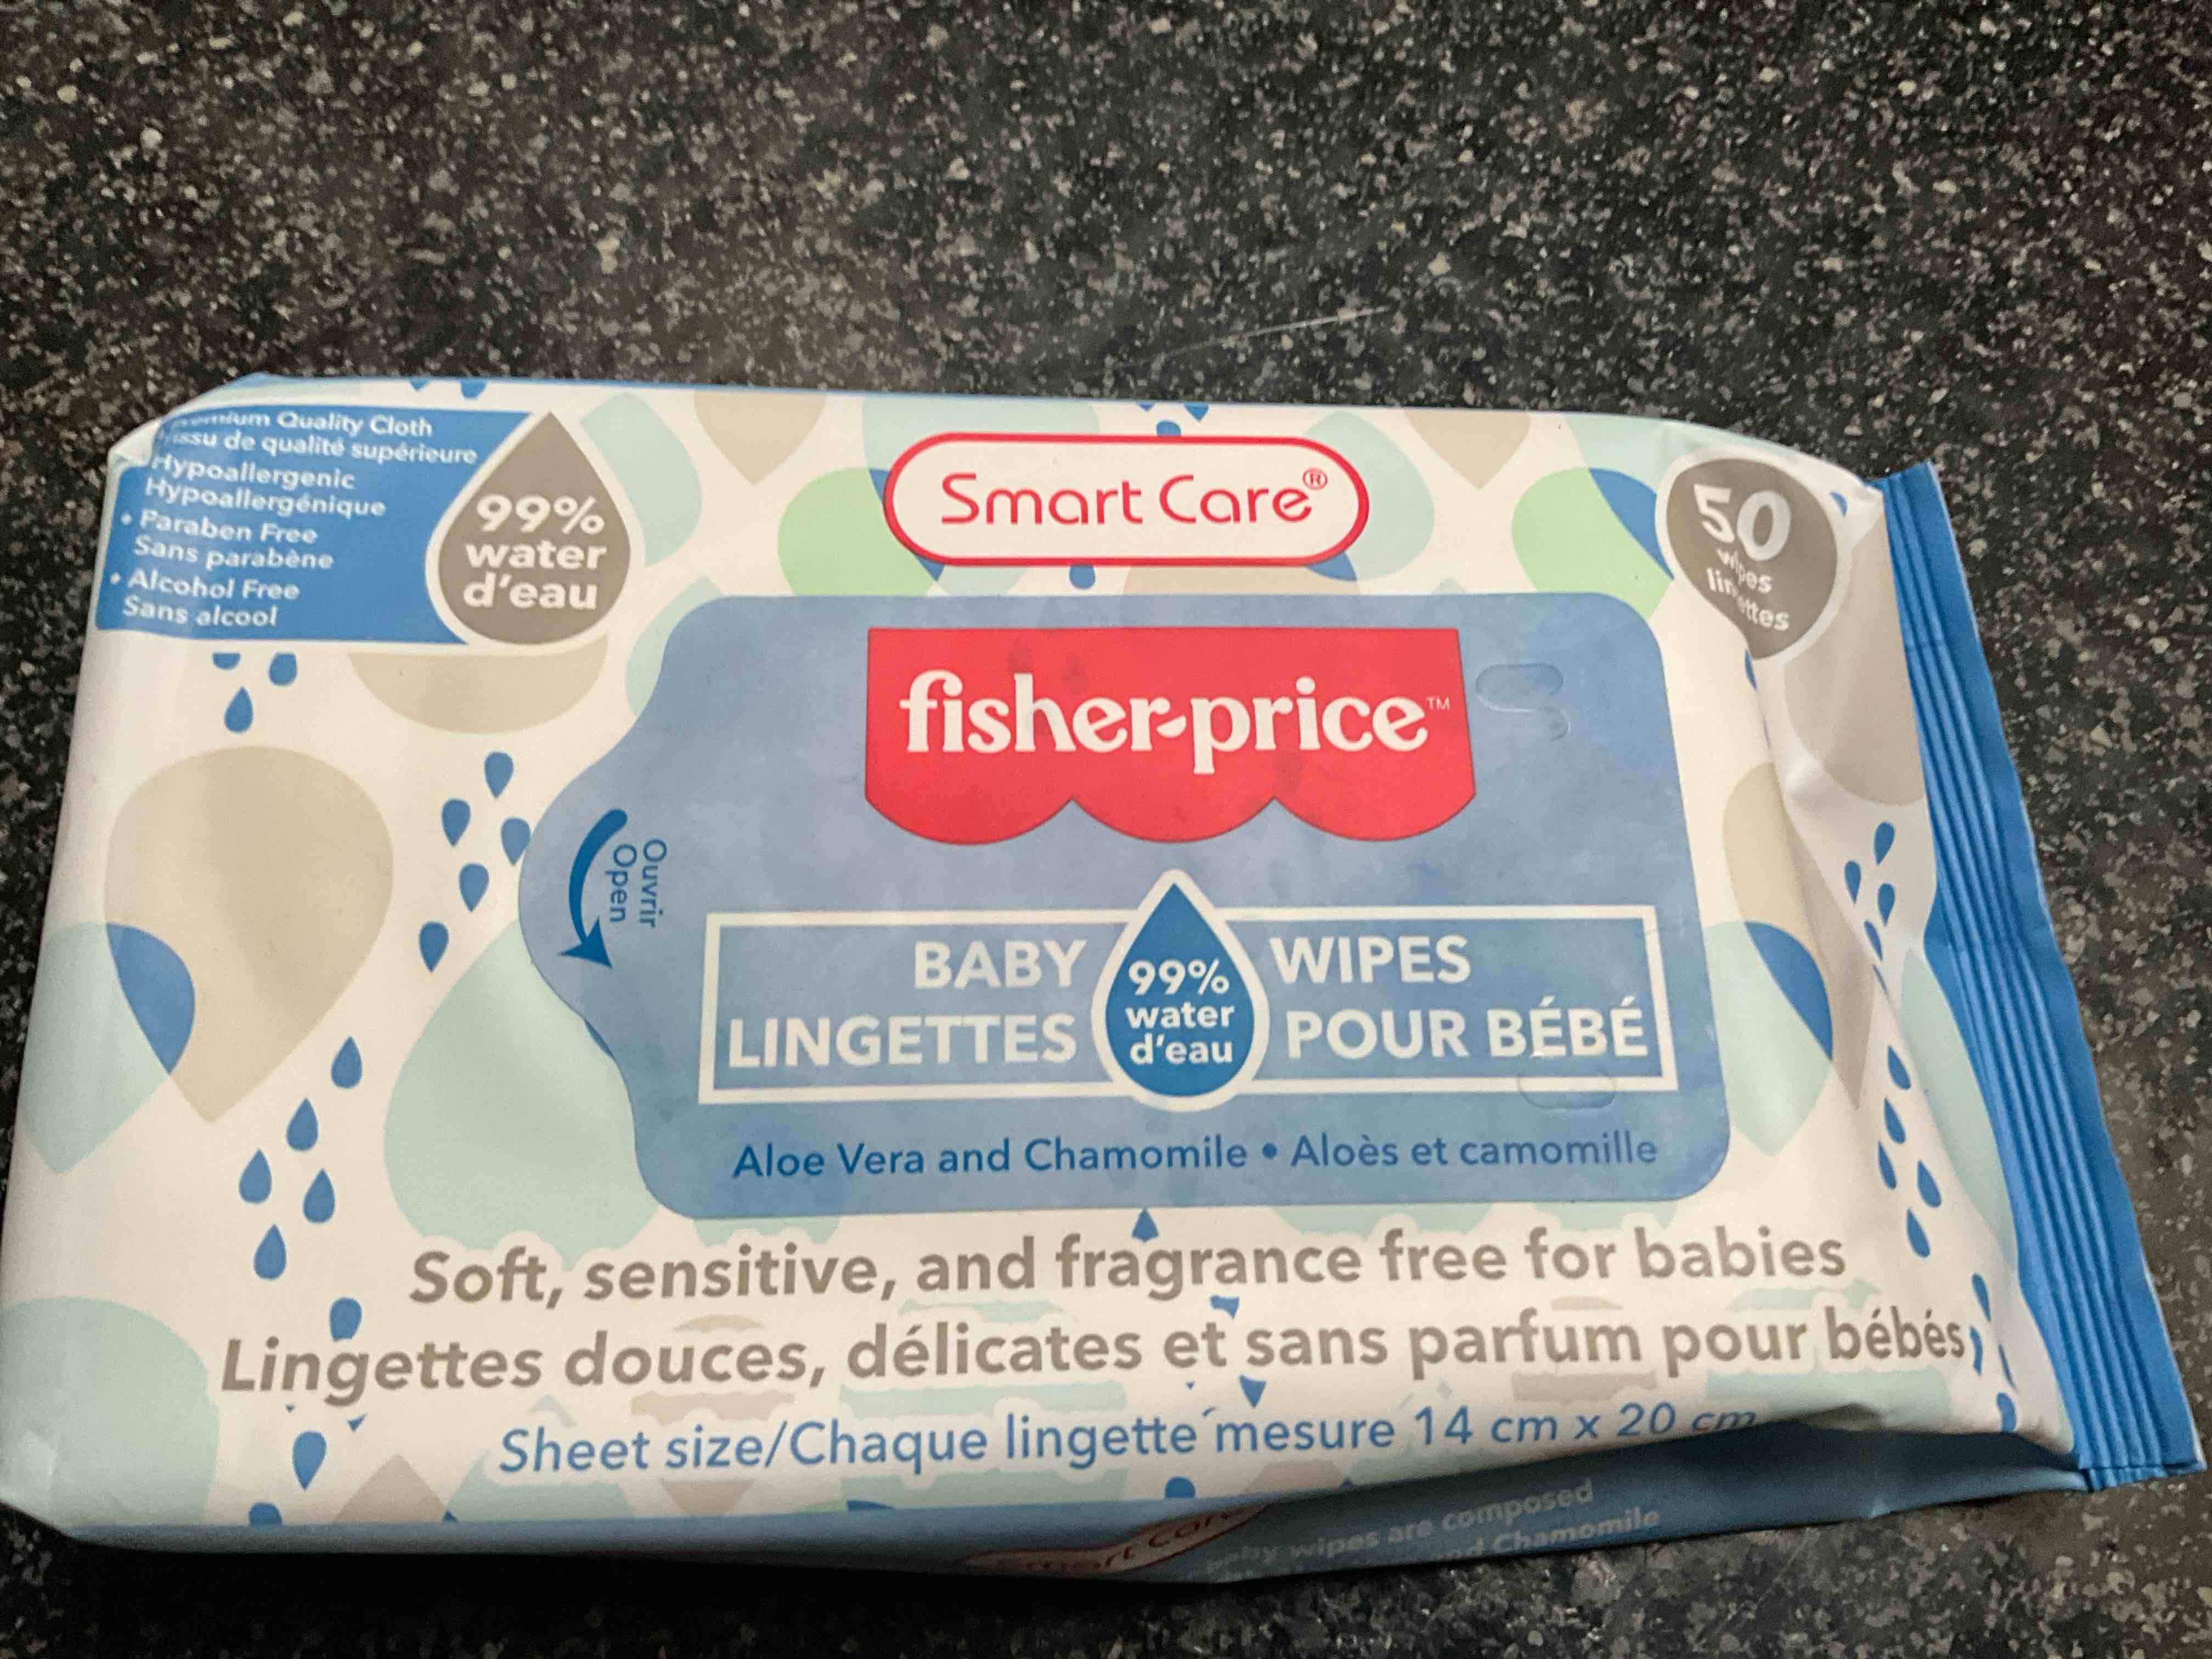 Quality Cloth
de qualité supérieure
Hypoallergenic
Hypoallergénique
• Paraben Free
Sans parabène
• Alcohol Free
Sans alcool
99%
water
d'eau
Smart Care®
50
wipes
lingettes
fisher-price™
Ouvrir
Open
BABY WIPES
LINGETTES POUR BÉBÉ
99%
water
d'eau
Aloe Vera and Chamomile • Aloès et camomille
Soft, sensitive, and fragrance free for babies
Lingettes douces, délicates et sans parfum pour bébés
Sheet size/Chaque lingette mesure 14 cm x 20 cm
Smart Care
baby wipes are composed
and Chamomile